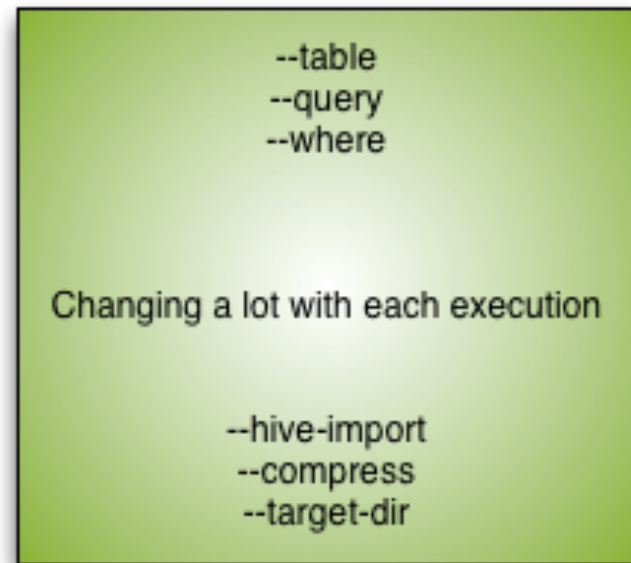 --table
--query
--where
Changing a lot with each execution
--hive-import
--compress
--target-dir